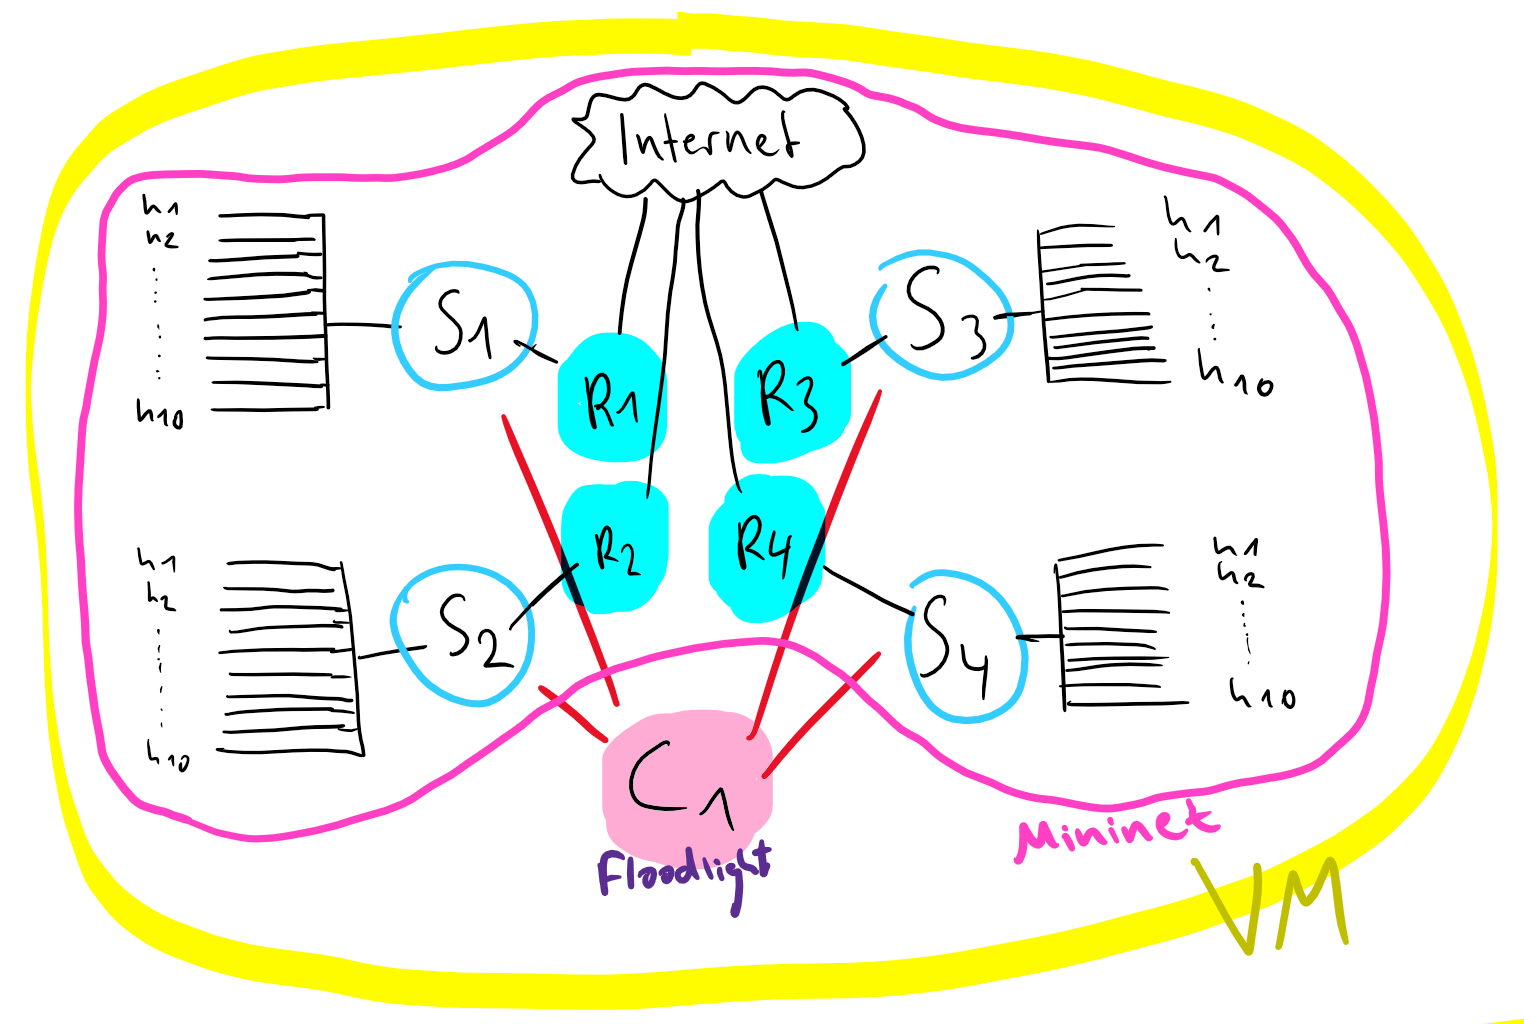 Internet
h1
h2
h10
S1
R1
R3
S3
h1
h2
h10
h1
h2
h10
S2
R2
R4
S4
h1
h2
h10
C1
Floodlight
Mininet
VM